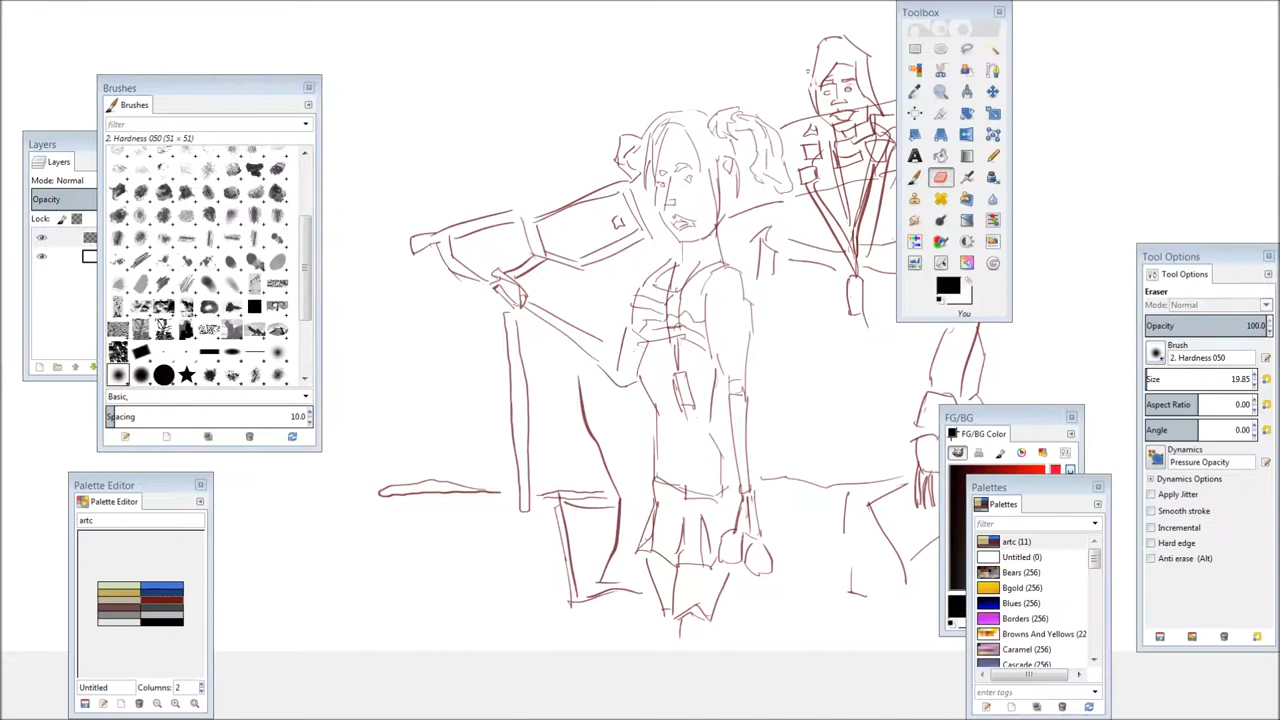 Layers
Layers
Mode: Normal
Opacity
Lock:
Brushes
Brushes
filter
2. Hardness 050 (51 × 51)
Basic,
Spacing 10.0
Palette Editor
Palette Editor
artc
Untitled
Columns: 2
Toolbox
You
FG/BG
FG/BG Color
Palettes
Palettes
filter
artc (11)
Untitled (0)
Bears (256)
Bgold (256)
Blues (256)
Borders (256)
Browns And Yellows (22
Caramel (256)
Cascade (256)
enter tags
Tool Options
Tool Options
Eraser
Mode: Normal
Opacity 100.0
Brush
2. Hardness 050
Size 19.85
Aspect Ratio 0.00
Angle 0.00
Dynamics
Pressure Opacity
Dynamics Options
Apply Jitter
Smooth stroke
Incremental
Hard edge
Anti erase (Alt)